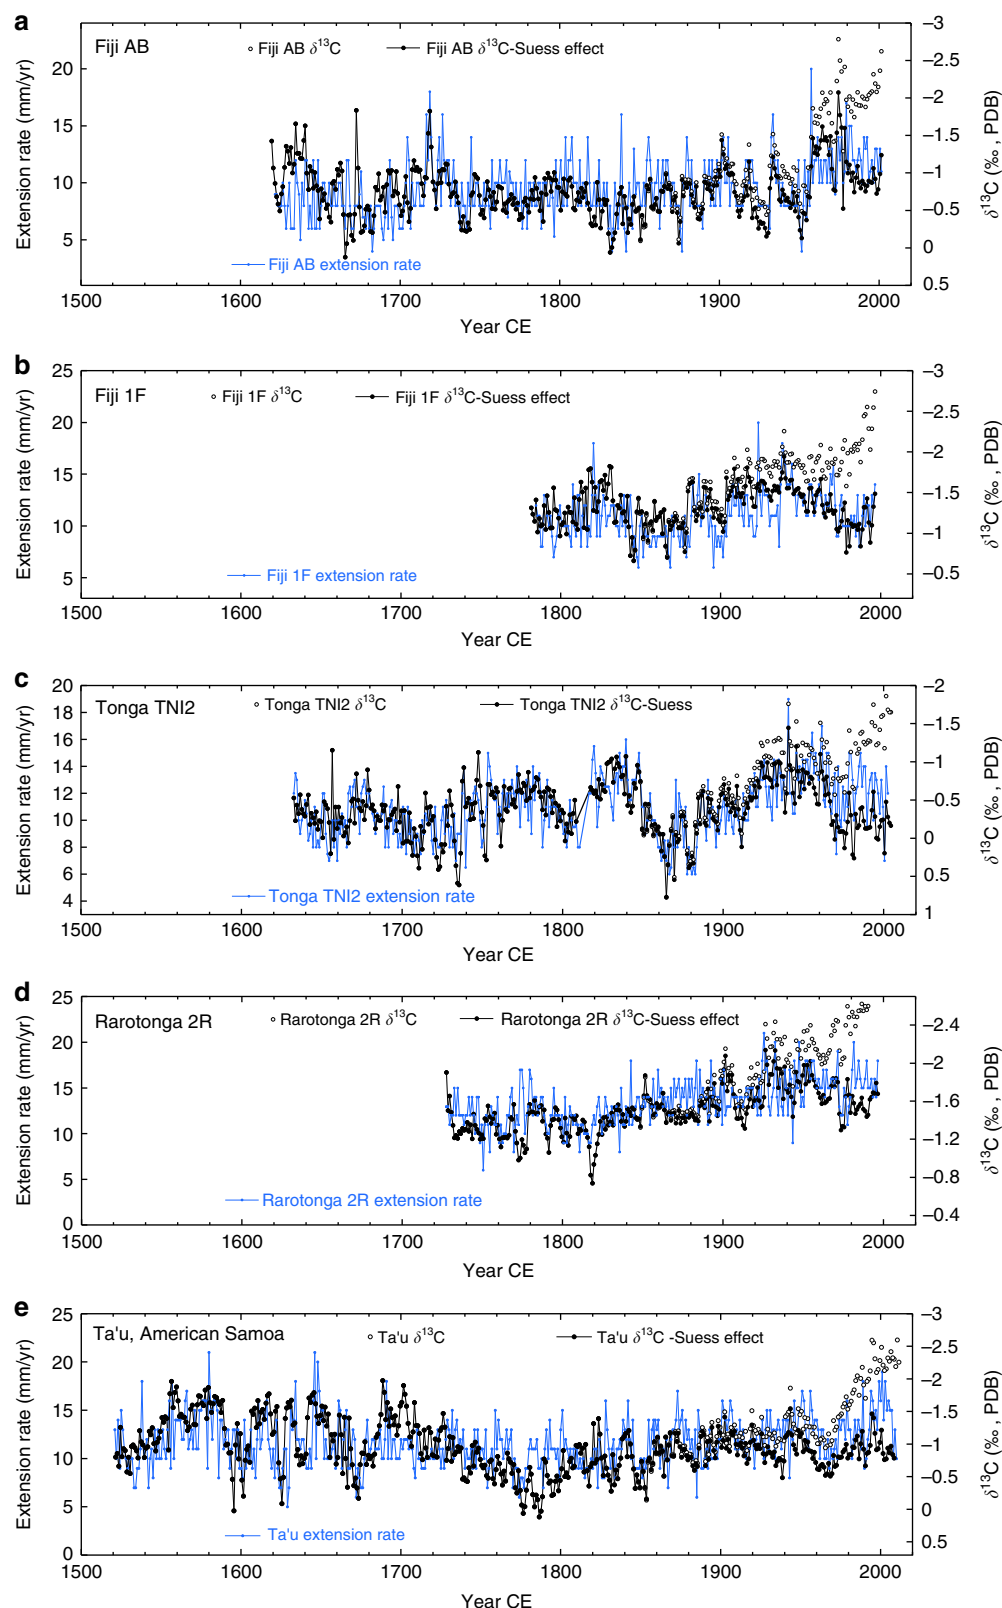 a
Fiji AB
Fiji AB δ13C
Fiji AB δ13C-Suess effect
Fiji AB extension rate
Extension rate (mm/yr)
20
15
10
5
–3
–2
–1.5
–1
–0.5
0
0.5
δ13C (‰, PDB)
1500 1600 1700 1800 1900 2000
Year CE
b
Fiji 1F
Fiji 1F δ13C
Fiji 1F δ13C-Suess effect
Fiji 1F extension rate
Extension rate (mm/yr)
25
20
15
10
5
–3
–2.5
–2
–1.5
–1
–0.5
δ13C (‰, PDB)
1500 1600 1700 1800 1900 2000
Year CE
c
Tonga TNI2
Tonga TNI2 δ13C
Tonga TNI2 δ13C-Suess
Tonga TNI2 extension rate
Extension rate (mm/yr)
20
18
16
14
12
10
8
6
4
–2
–1.5
–1
–0.5
0
0.5
1
δ13C (‰, PDB)
1500 1600 1700 1800 1900 2000
Year CE
d
Rarotonga 2R
Rarotonga 2R δ13C
Rarotonga 2R δ13C-Suess effect
Rarotonga 2R extension rate
Extension rate (mm/yr)
25
20
15
10
5
0
–2.4
–2
–1.6
–1.2
–0.8
–0.4
δ13C (‰, PDB)
1500 1600 1700 1800 1900 2000
Year CE
e
Ta'u, American Samoa
Ta'u δ13C
Ta'u δ13C -Suess effect
Ta'u extension rate
Extension rate (mm/yr)
25
20
15
10
5
0
–3
–2.5
–2
–1.5
–1
–0.5
0
0.5
δ13C (‰, PDB)
1500 1600 1700 1800 1900 2000
Year CE